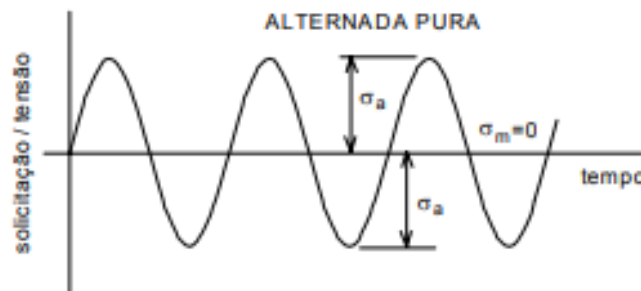 ALTERNADA PURA
solicitação / tensão
σa
σm=0
tempo
σa